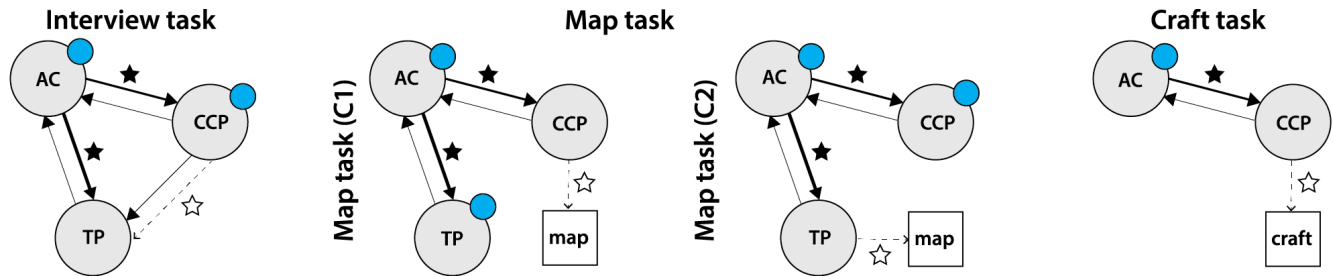 Interview task
Map task
Craft task
AC
CCP
TP
Map task (C1)
AC
CCP
TP
map
Map task (C2)
AC
CCP
TP
map
AC
CCP
craft